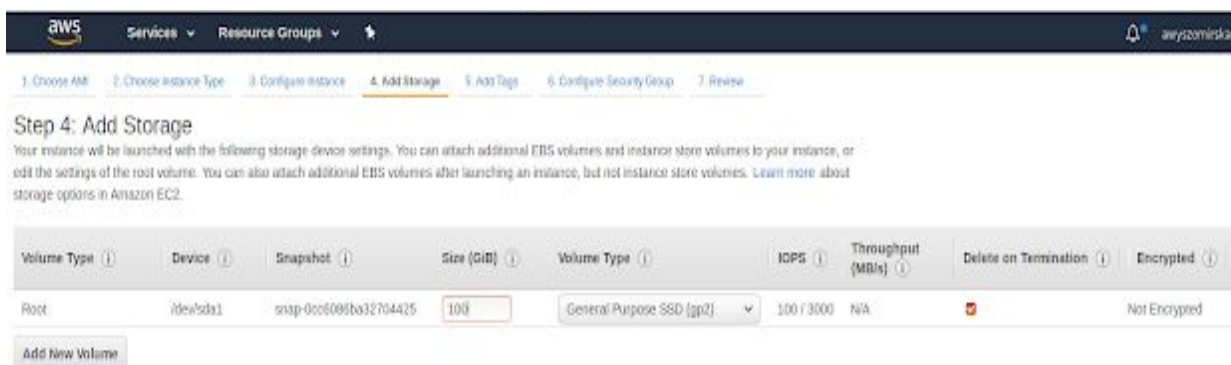 aws Services Resource Groups awyszomirska
1. Choose AMI 2. Choose Instance Type 3. Configure Instance 4. Add Storage 5. Add Tags 6. Configure Security Group 7. Review
Step 4: Add Storage
Your instance will be launched with the following storage device settings. You can attach additional EBS volumes and instance store volumes to your instance, or
edit the settings of the root volume. You can also attach additional EBS volumes after launching an instance, but not instance store volumes. Learn more about
storage options in Amazon EC2.
Volume Type Device Snapshot Size (GiB) Volume Type IOPS Throughput (MB/s) Delete on Termination Encrypted
Root /dev/sda1 snap-0cc6086ba32704425 100 General Purpose SSD (gp2) 100 / 3000 N/A Not Encrypted
Add New Volume